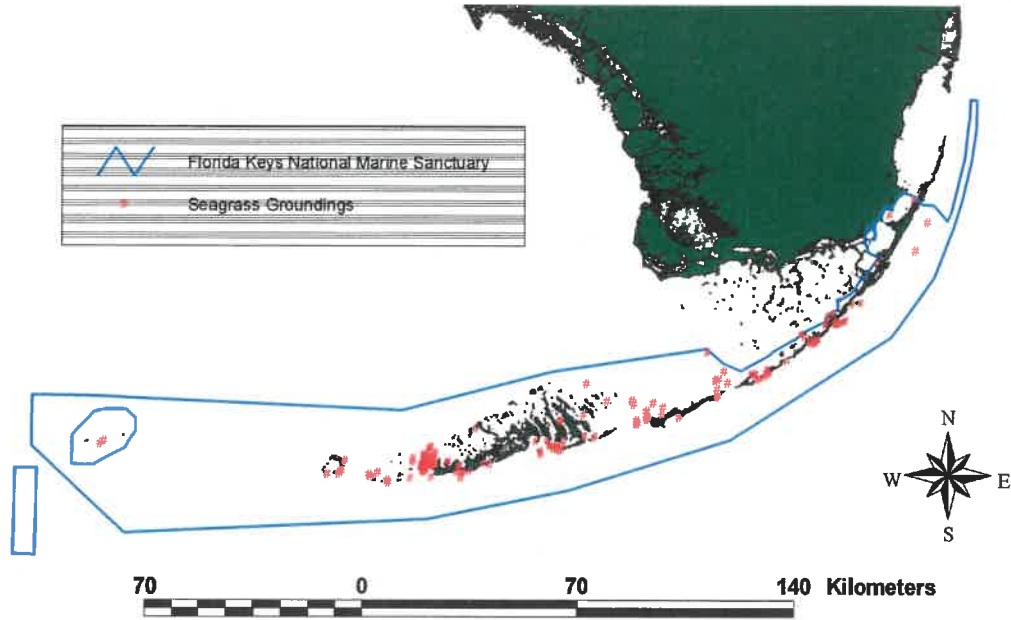 Florida Keys National Marine Sanctuary
Seagrass Groundings
N
W E
S
70 0 70 140 Kilometers